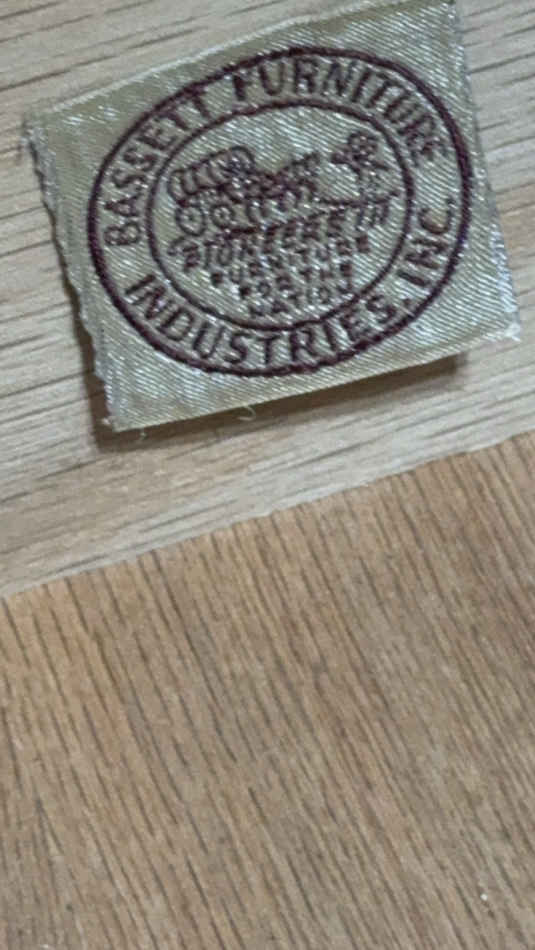 BASSETT FURNITURE
INDUSTRIES, INC.
PIONEERS IN
FURNITURE
FOR THE
NATION